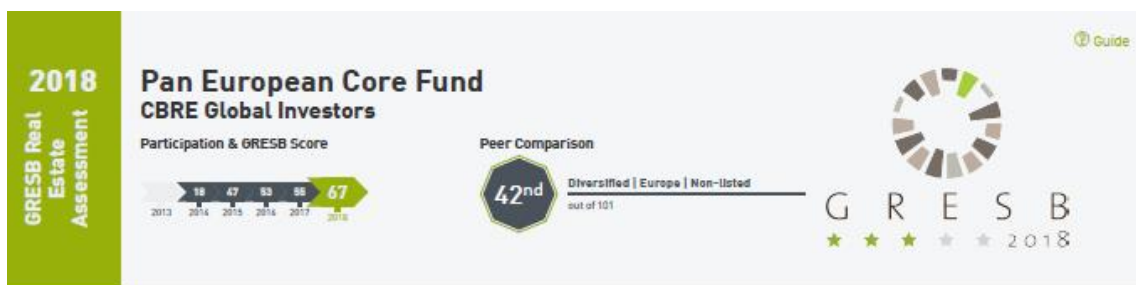 Guide
2018
GRESB Real
Estate
Assessment
Pan European Core Fund
CBRE Global Investors
Participation & GRESB Score
18 47 53 55 67
2013 2014 2015 2016 2017 2018
Peer Comparison
42nd
Diversified | Europe | Non-listed
out of 101
GRESB
2018